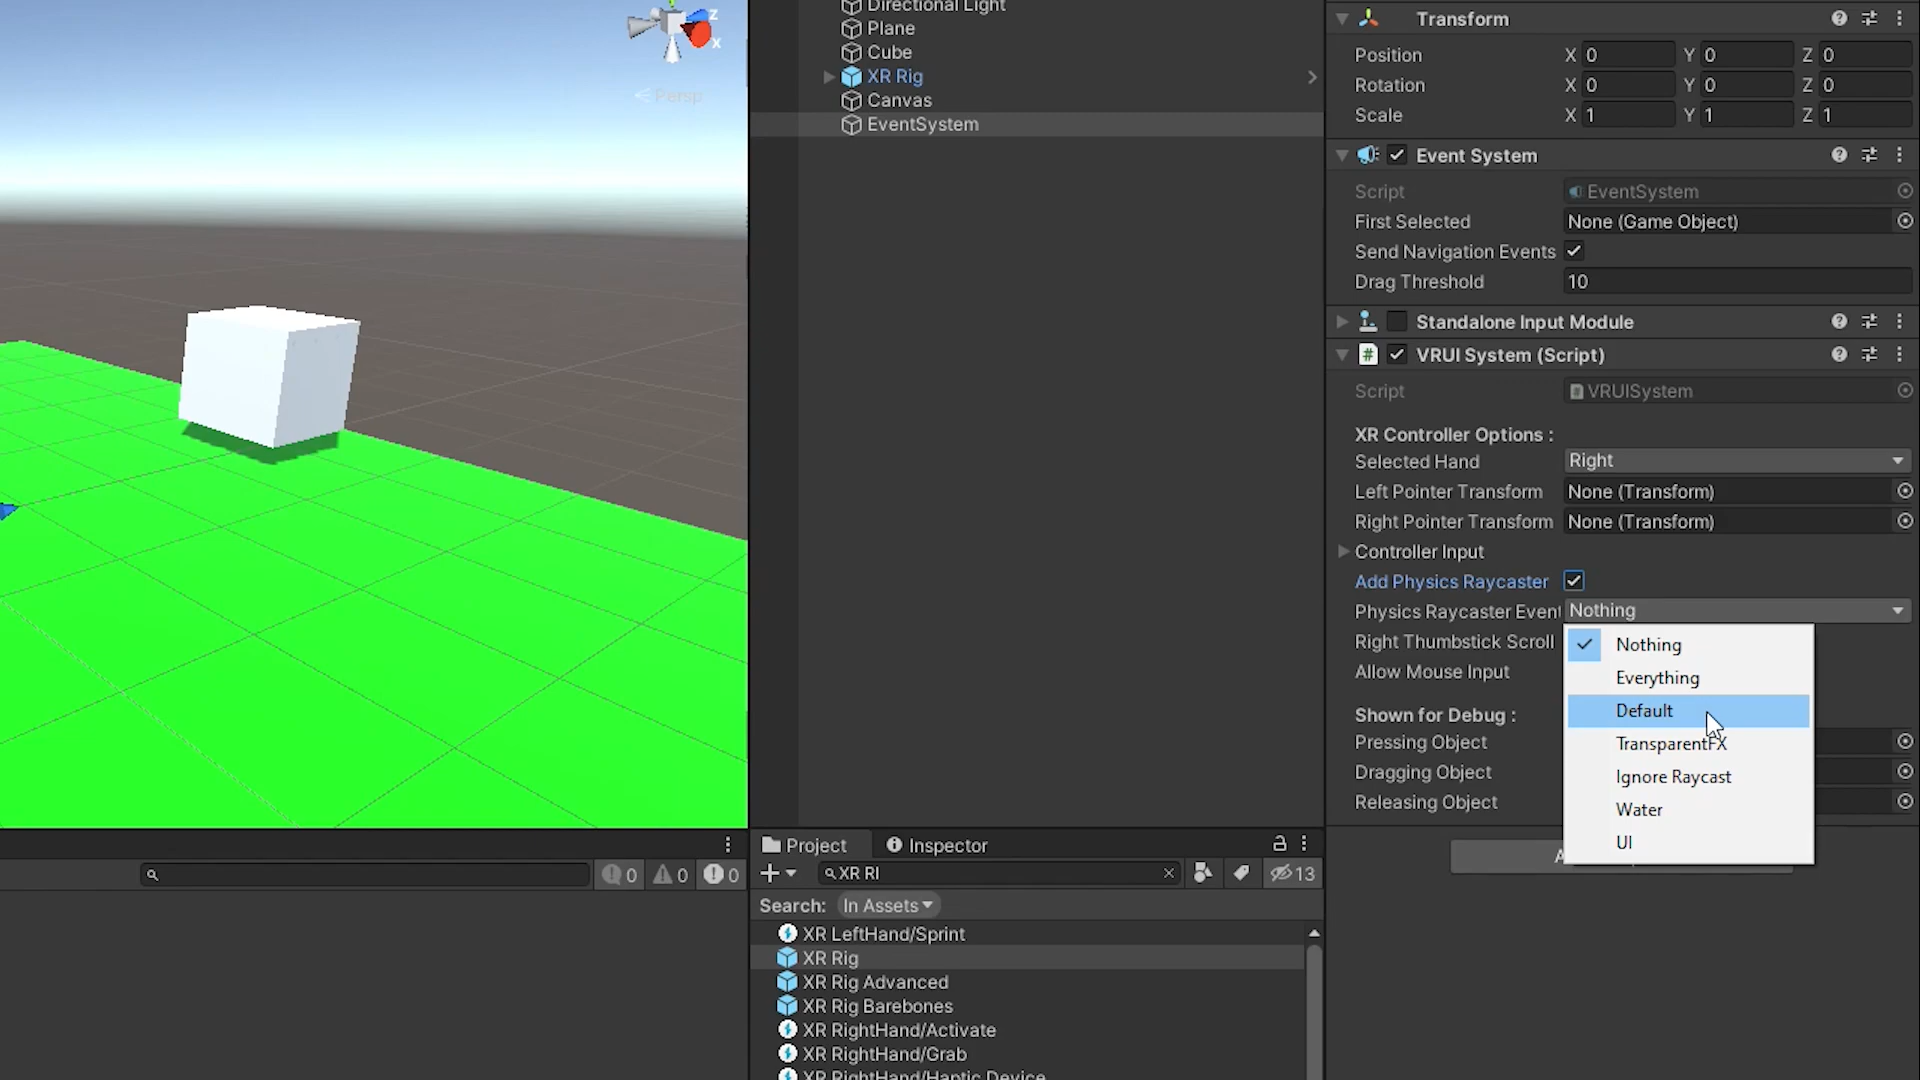 Z
X
Persp
Directional Light
Plane
Cube
XR Rig
Canvas
EventSystem
Transform
Position X 0 Y 0 Z 0
Rotation X 0 Y 0 Z 0
Scale X 1 Y 1 Z 1
Event System
Script EventSystem
First Selected None (Game Object)
Send Navigation Events
Drag Threshold 10
Standalone Input Module
# VRUI System (Script)
Script VRUISystem
XR Controller Options :
Selected Hand Right
Left Pointer Transform None (Transform)
Right Pointer Transform None (Transform)
Controller Input
Add Physics Raycaster
Physics Raycaster Event Nothing
Right Thumbstick Scroll
Allow Mouse Input
Shown for Debug :
Pressing Object
Dragging Object
Releasing Object
Nothing
Everything
Default
TransparentFX
Ignore Raycast
Water
UI
0 0 0
Project Inspector
XR RI 13
Search: In Assets
XR LeftHand/Sprint
XR Rig
XR Rig Advanced
XR Rig Barebones
XR RightHand/Activate
XR RightHand/Grab
XR RightHand/Haptic Device